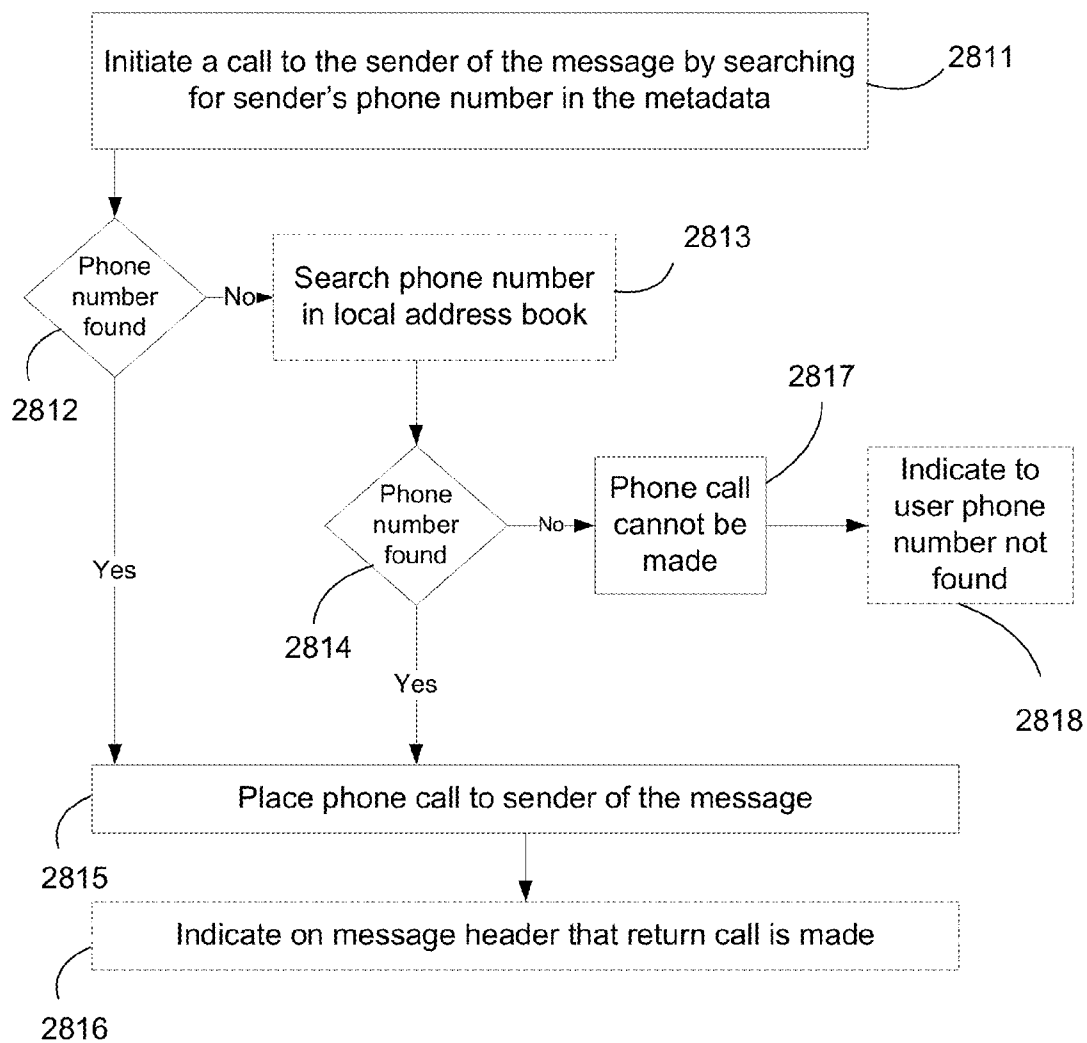 Initiate a call to the sender of the message by searching
for sender's phone number in the metadata
2811
Phone
number
found
2812
No
Search phone number
in local address book
2813
Phone
number
found
2814
No
Phone call
cannot be
made
2817
Indicate to
user phone
number not
found
2818
Yes
Yes
Place phone call to sender of the message
2815
Indicate on message header that return call is made
2816